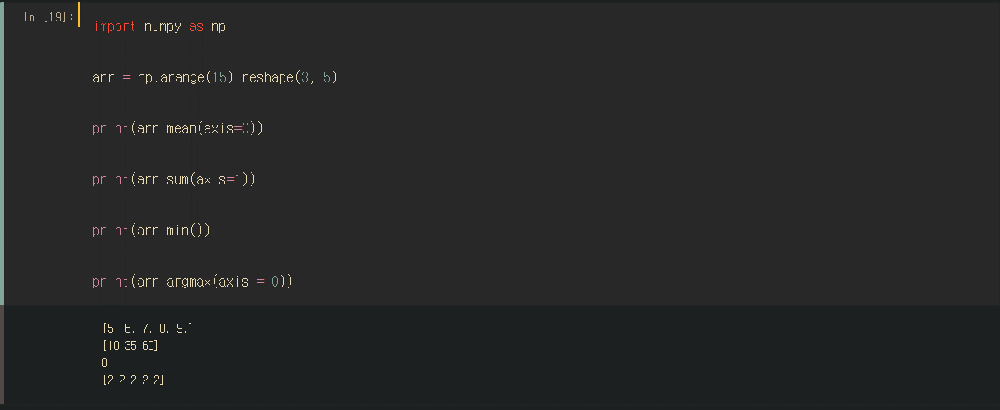 In [19]:
import numpy as np
arr = np.arange(15).reshape(3, 5)
print(arr.mean(axis=0))
print(arr.sum(axis=1))
print(arr.min())
print(arr.argmax(axis = 0))
[5. 6. 7. 8. 9.]
[10 35 60]
0
[2 2 2 2 2]